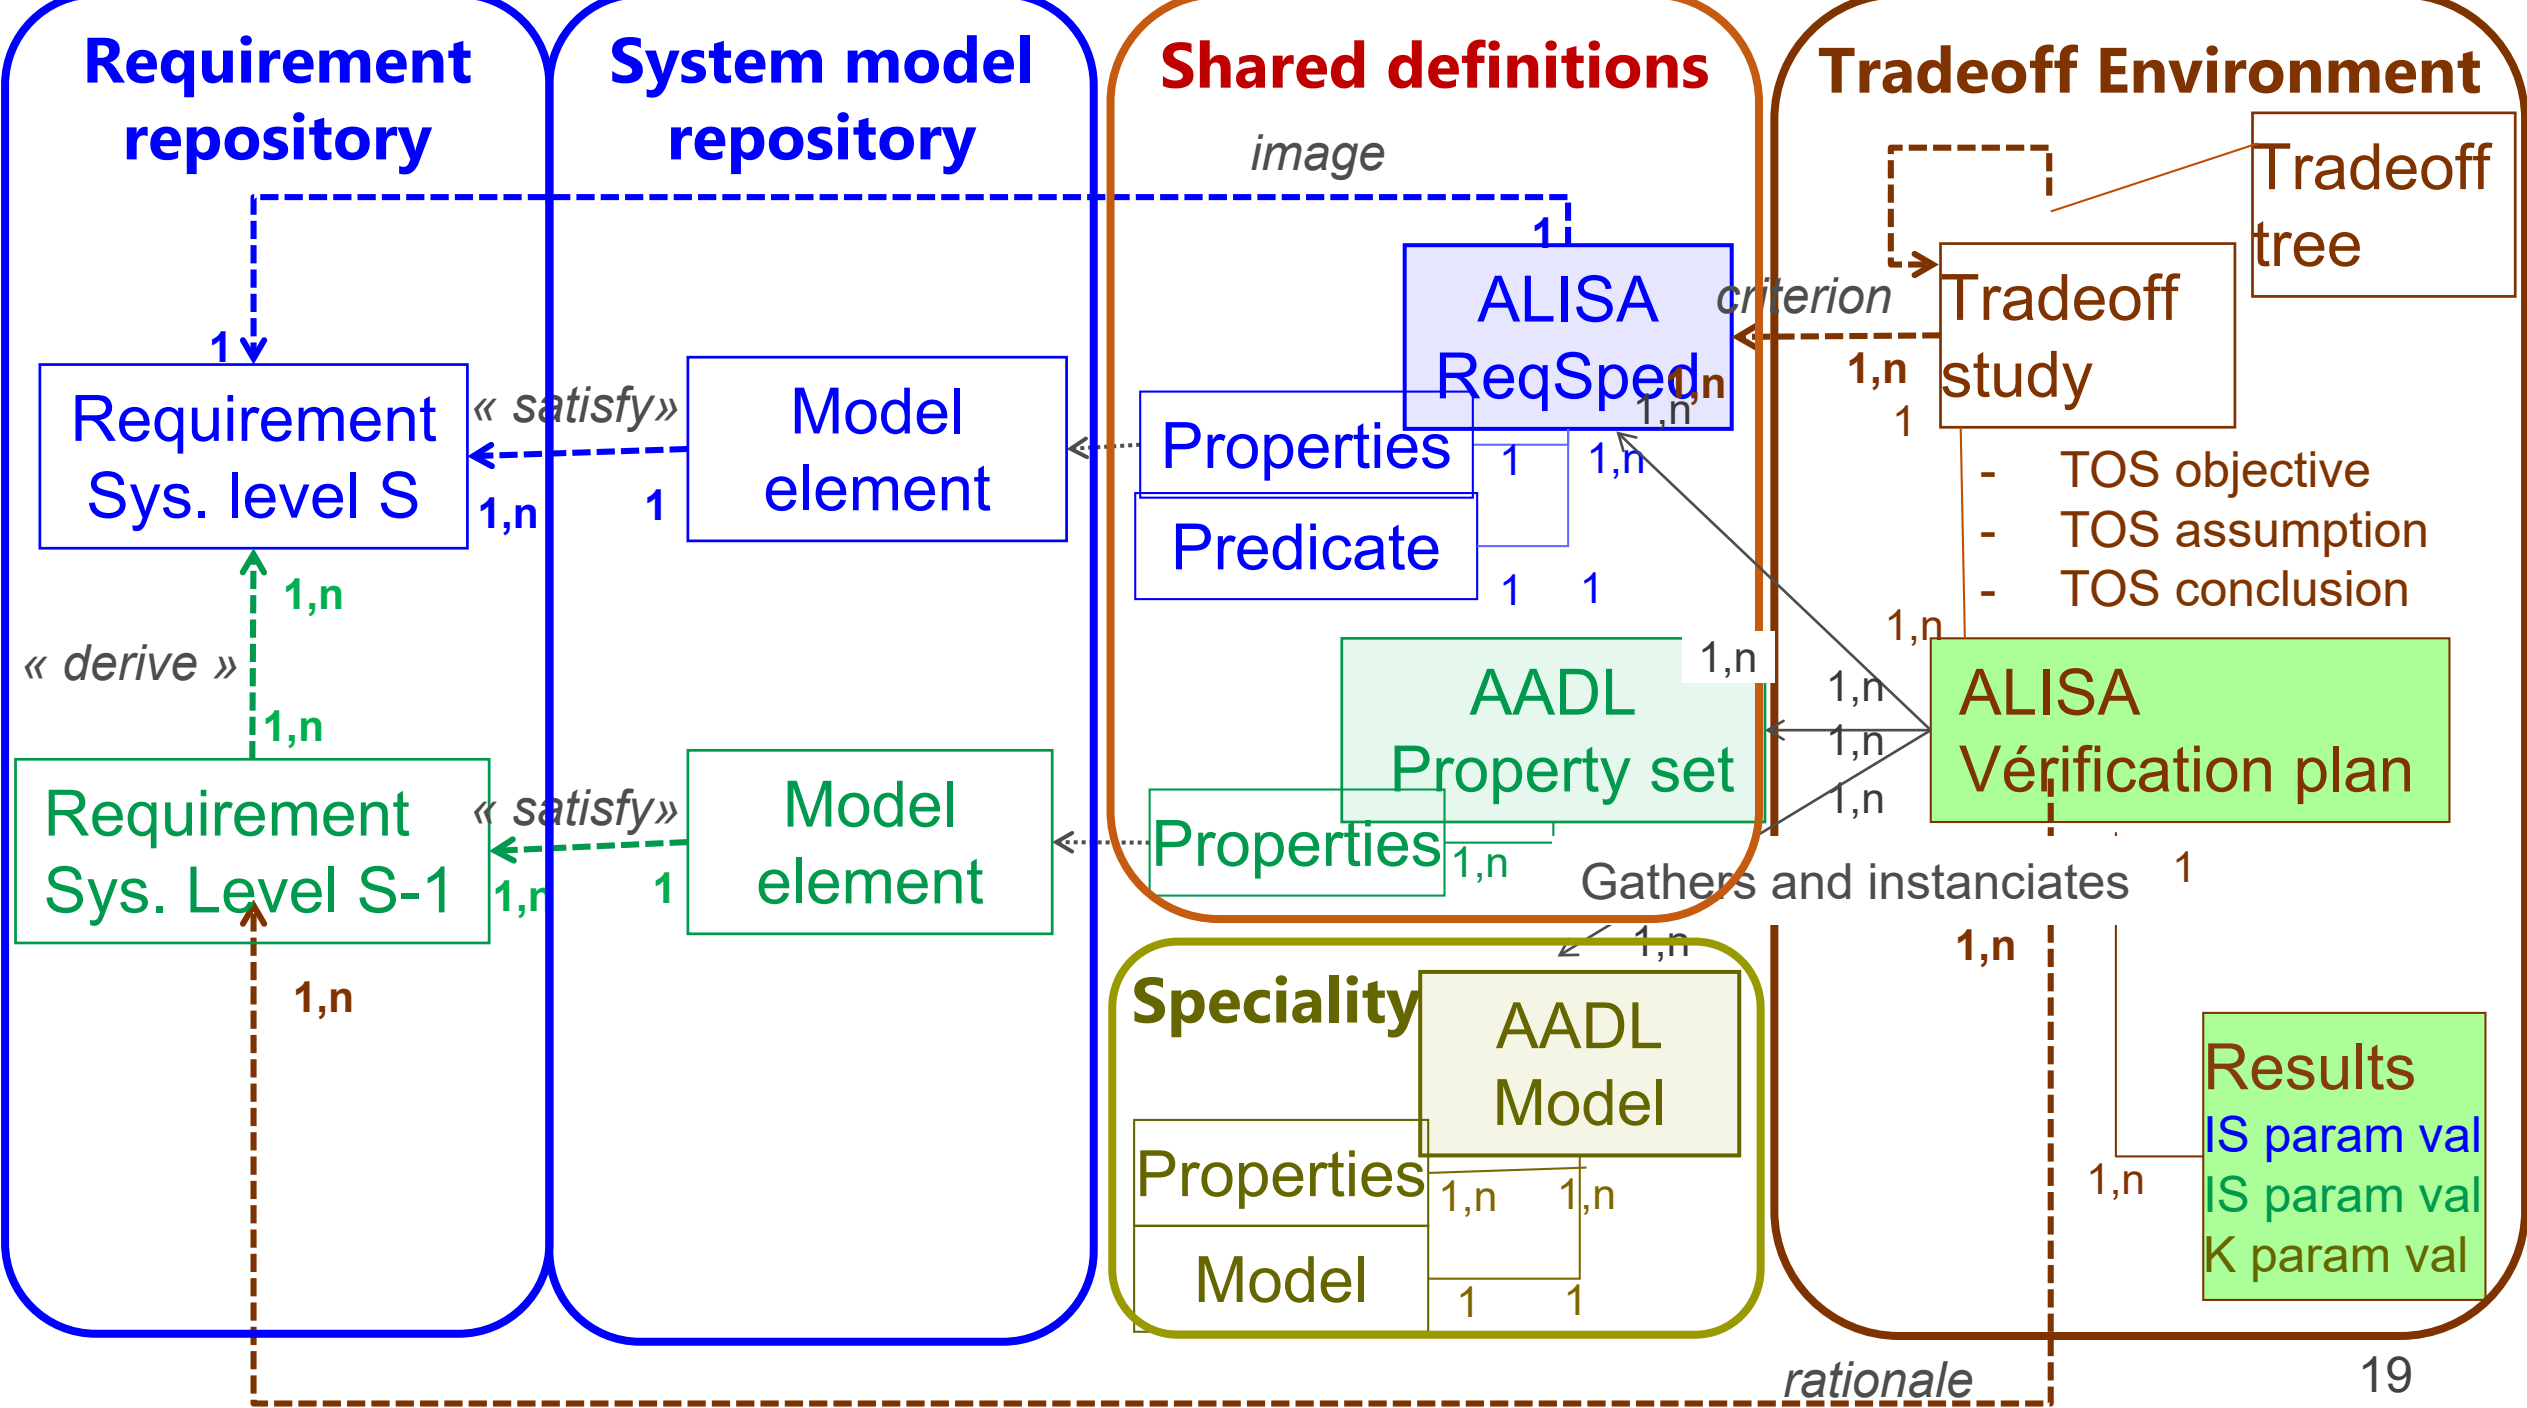 Requirement
repository
System model
repository
Shared definitions
Tradeoff Environment
image
Tradeoff
tree
1
ALISA
ReqSped
criterion
1,n
1,n
1,n
Tradeoff
study
1
1
Requirement
Sys. level S
« satisfy»
1,n
1
Model
element
Properties
1
1,n
Predicate
1
1
- TOS objective
- TOS assumption
- TOS conclusion
1,n
« derive »
1,n
1,n
AADL
Property set
1,n
1,n
1,n
1,n
1,n
ALISA
Vérification plan
Requirement
Sys. Level S-1
« satisfy»
1,n
1
Model
element
Properties
1,n
Gathers and instanciates
1
1,n
1,n
1,n
Speciality
AADL
Model
Properties
1,n
1,n
Model
1
1
Results
IS param val
IS param val
K param val
1,n
rationale
19